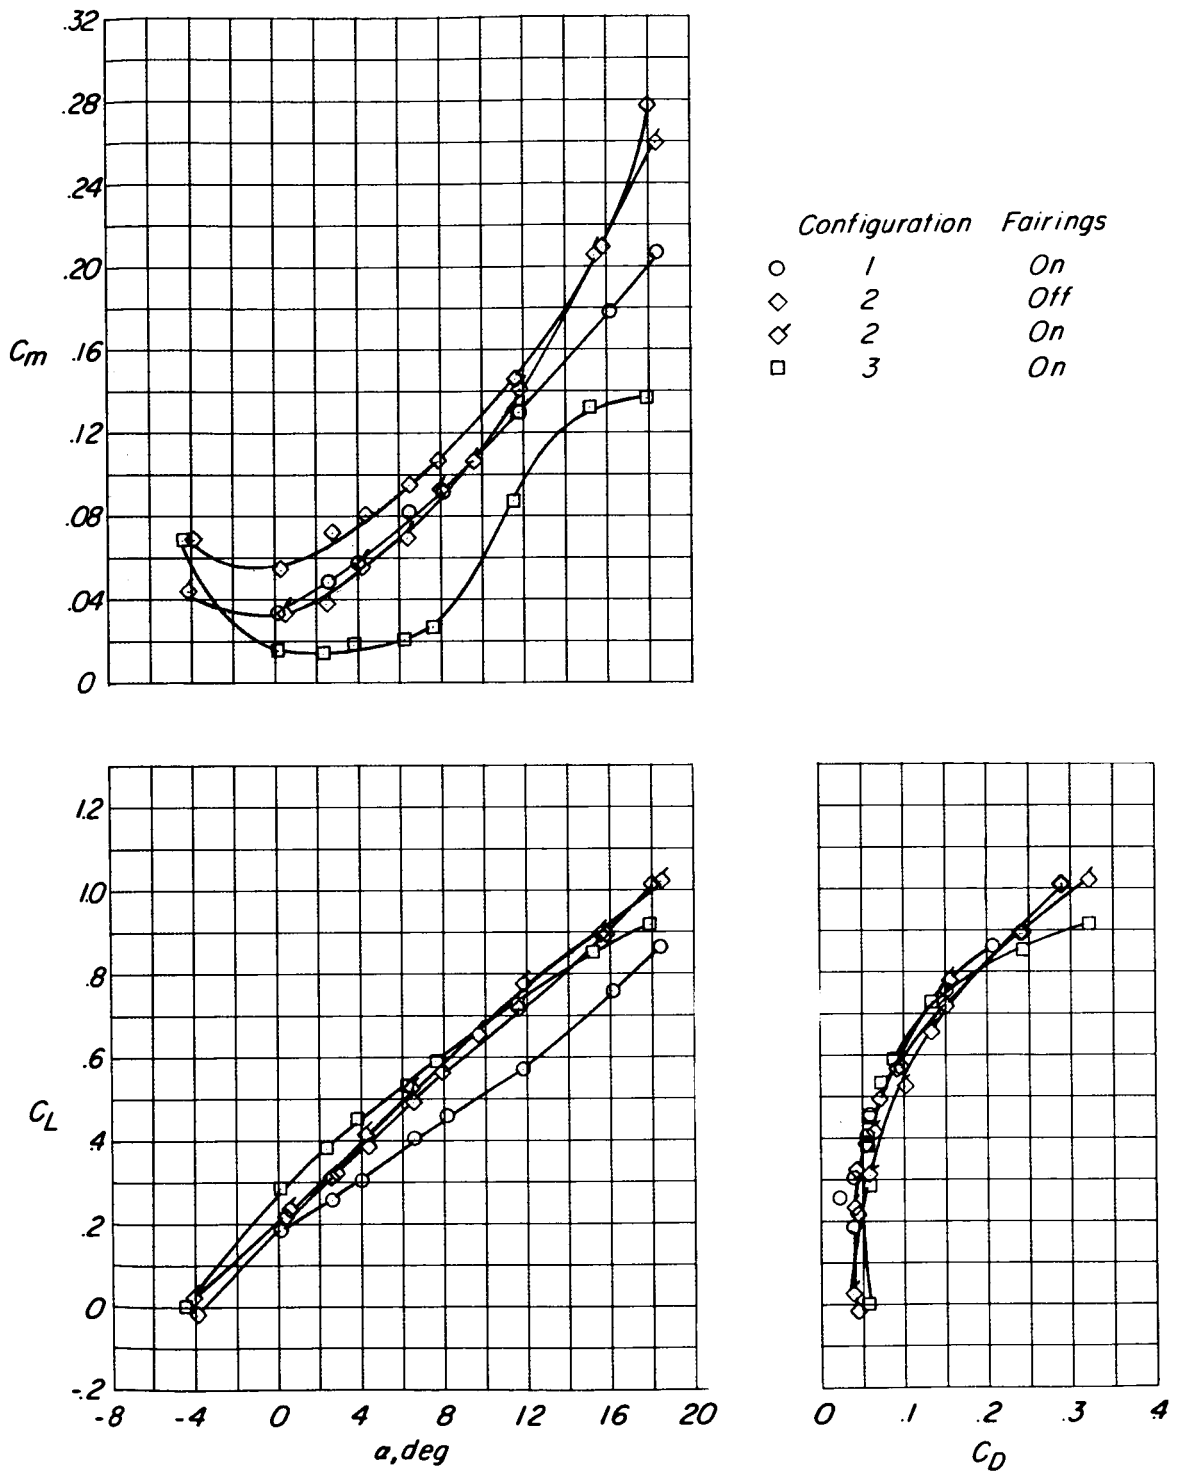 .32
.28
.24
.20
.16
.12
.08
.04
0
Cm
Configuration Fairings
1 On
2 Off
2 On
3 On
1.2
1.0
.8
.6
.4
.2
0
-.2
CL
-8 -4 0 4 8 12 16 20
α, deg
0 .1 .2 .3 .4
CD